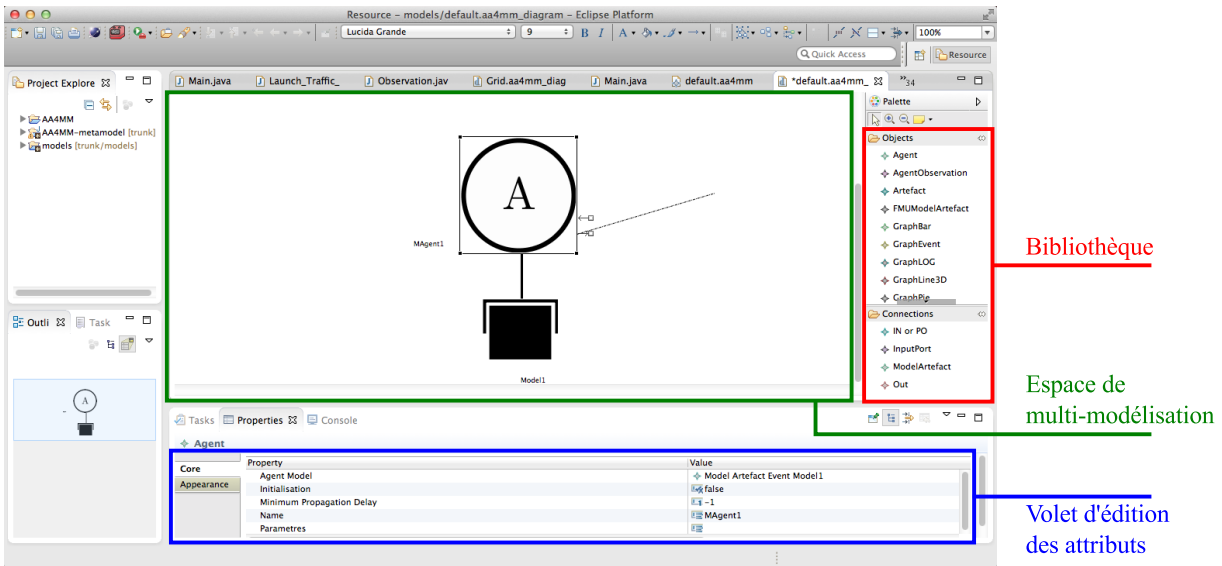 Resource – models/default.aa4mm_diagram – Eclipse Platform
Lucida Grande 9 B I A 100%
Quick Access Resource
Project Explore Main.java Launch_Traffic_ Observation.jav Grid.aa4mm_diag Main.java default.aa4mm *default.aa4mm_ »34
AA4MM
AA4MM-metamodel [trunk]
models [trunk/models]
Palette
Objects
Agent
AgentObservation
Artefact
FMUModelArtefact
GraphBar
GraphEvent
GraphLOG
GraphLine3D
GraphPie
Connections
IN or PO
InputPort
ModelArtefact
Out
A
MAgent1
Model1
Outli Task
A
Tasks Properties Console
Agent
Core
Appearance
Property Value
Agent Model Model Artefact Event Model1
Initialisation false
Minimum Propagation Delay -1
Name MAgent1
Parametres
Bibliothèque
Espace de
multi-modélisation
Volet d'édition
des attributs